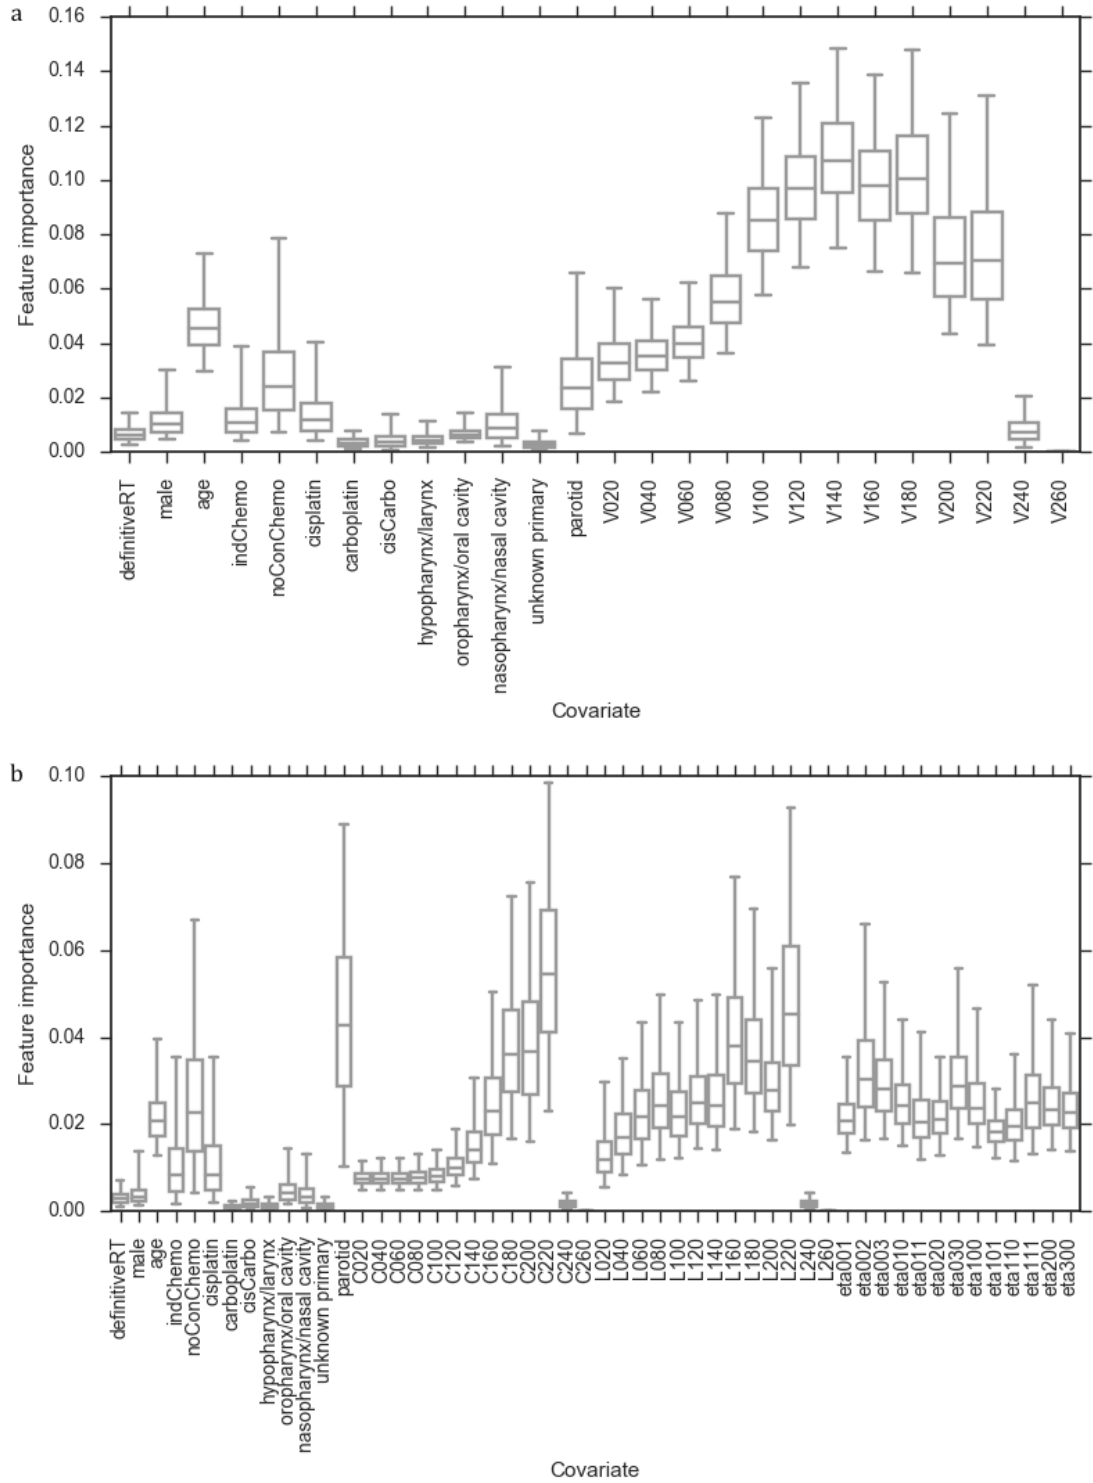 a
0.16
0.14
0.12
0.10
0.08
0.06
0.04
0.02
0.00
Feature importance
definitiveRT
male
age
indChemo
noConChemo
cisplatin
carboplatin
cisCarbo
hypopharynx/larynx
oropharynx/oral cavity
nasopharynx/nasal cavity
unknown primary
parotid
V020
V040
V060
V080
V100
V120
V140
V160
V180
V200
V220
V240
V260
Covariate
b
0.10
0.08
0.06
0.04
0.02
0.00
Feature importance
definitiveRT
male
age
indChemo
noConChemo
cisplatin
carboplatin
cisCarbo
hypopharynx/larynx
oropharynx/oral cavity
nasopharynx/nasal cavity
unknown primary
parotid
C020
C040
C060
C080
C100
C120
C140
C160
C180
C200
C220
C240
C260
L020
L040
L060
L080
L100
L120
L140
L160
L180
L200
L220
L240
L260
eta001
eta002
eta003
eta010
eta011
eta020
eta030
eta100
eta101
eta110
eta111
eta200
eta300
Covariate